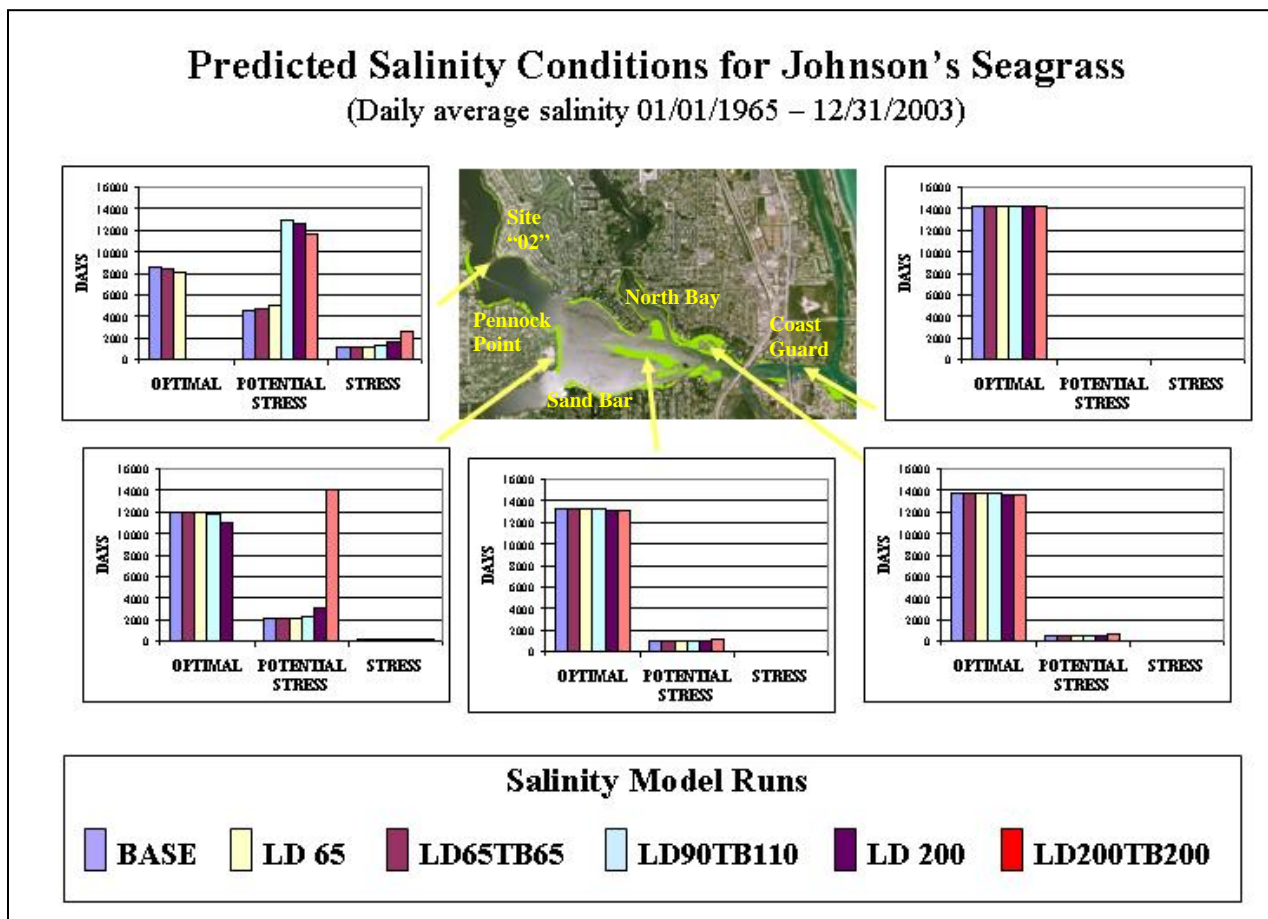 Predicted Salinity Conditions for Johnson's Seagrass
(Daily average salinity 01/01/1965 – 12/31/2003)
16000
14000
12000
10000
8000
6000
4000
2000
0
DAYS
OPTIMAL POTENTIAL STRESS
STRESS
Site
"02"
North Bay
Pennock
Point
Coast
Guard
Sand Bar
16000
14000
12000
10000
8000
6000
4000
2000
0
DAYS
OPTIMAL POTENTIAL STRESS
STRESS
16000
14000
12000
10000
8000
6000
4000
2000
0
DAYS
OPTIMAL POTENTIAL STRESS
STRESS
16000
14000
12000
10000
8000
6000
4000
2000
0
DAYS
OPTIMAL POTENTIAL STRESS
STRESS
16000
14000
12000
10000
8000
6000
4000
2000
0
DAYS
OPTIMAL POTENTIAL STRESS
STRESS
Salinity Model Runs
BASE LD 65 LD65TB65 LD90TB110 LD 200 LD200TB200